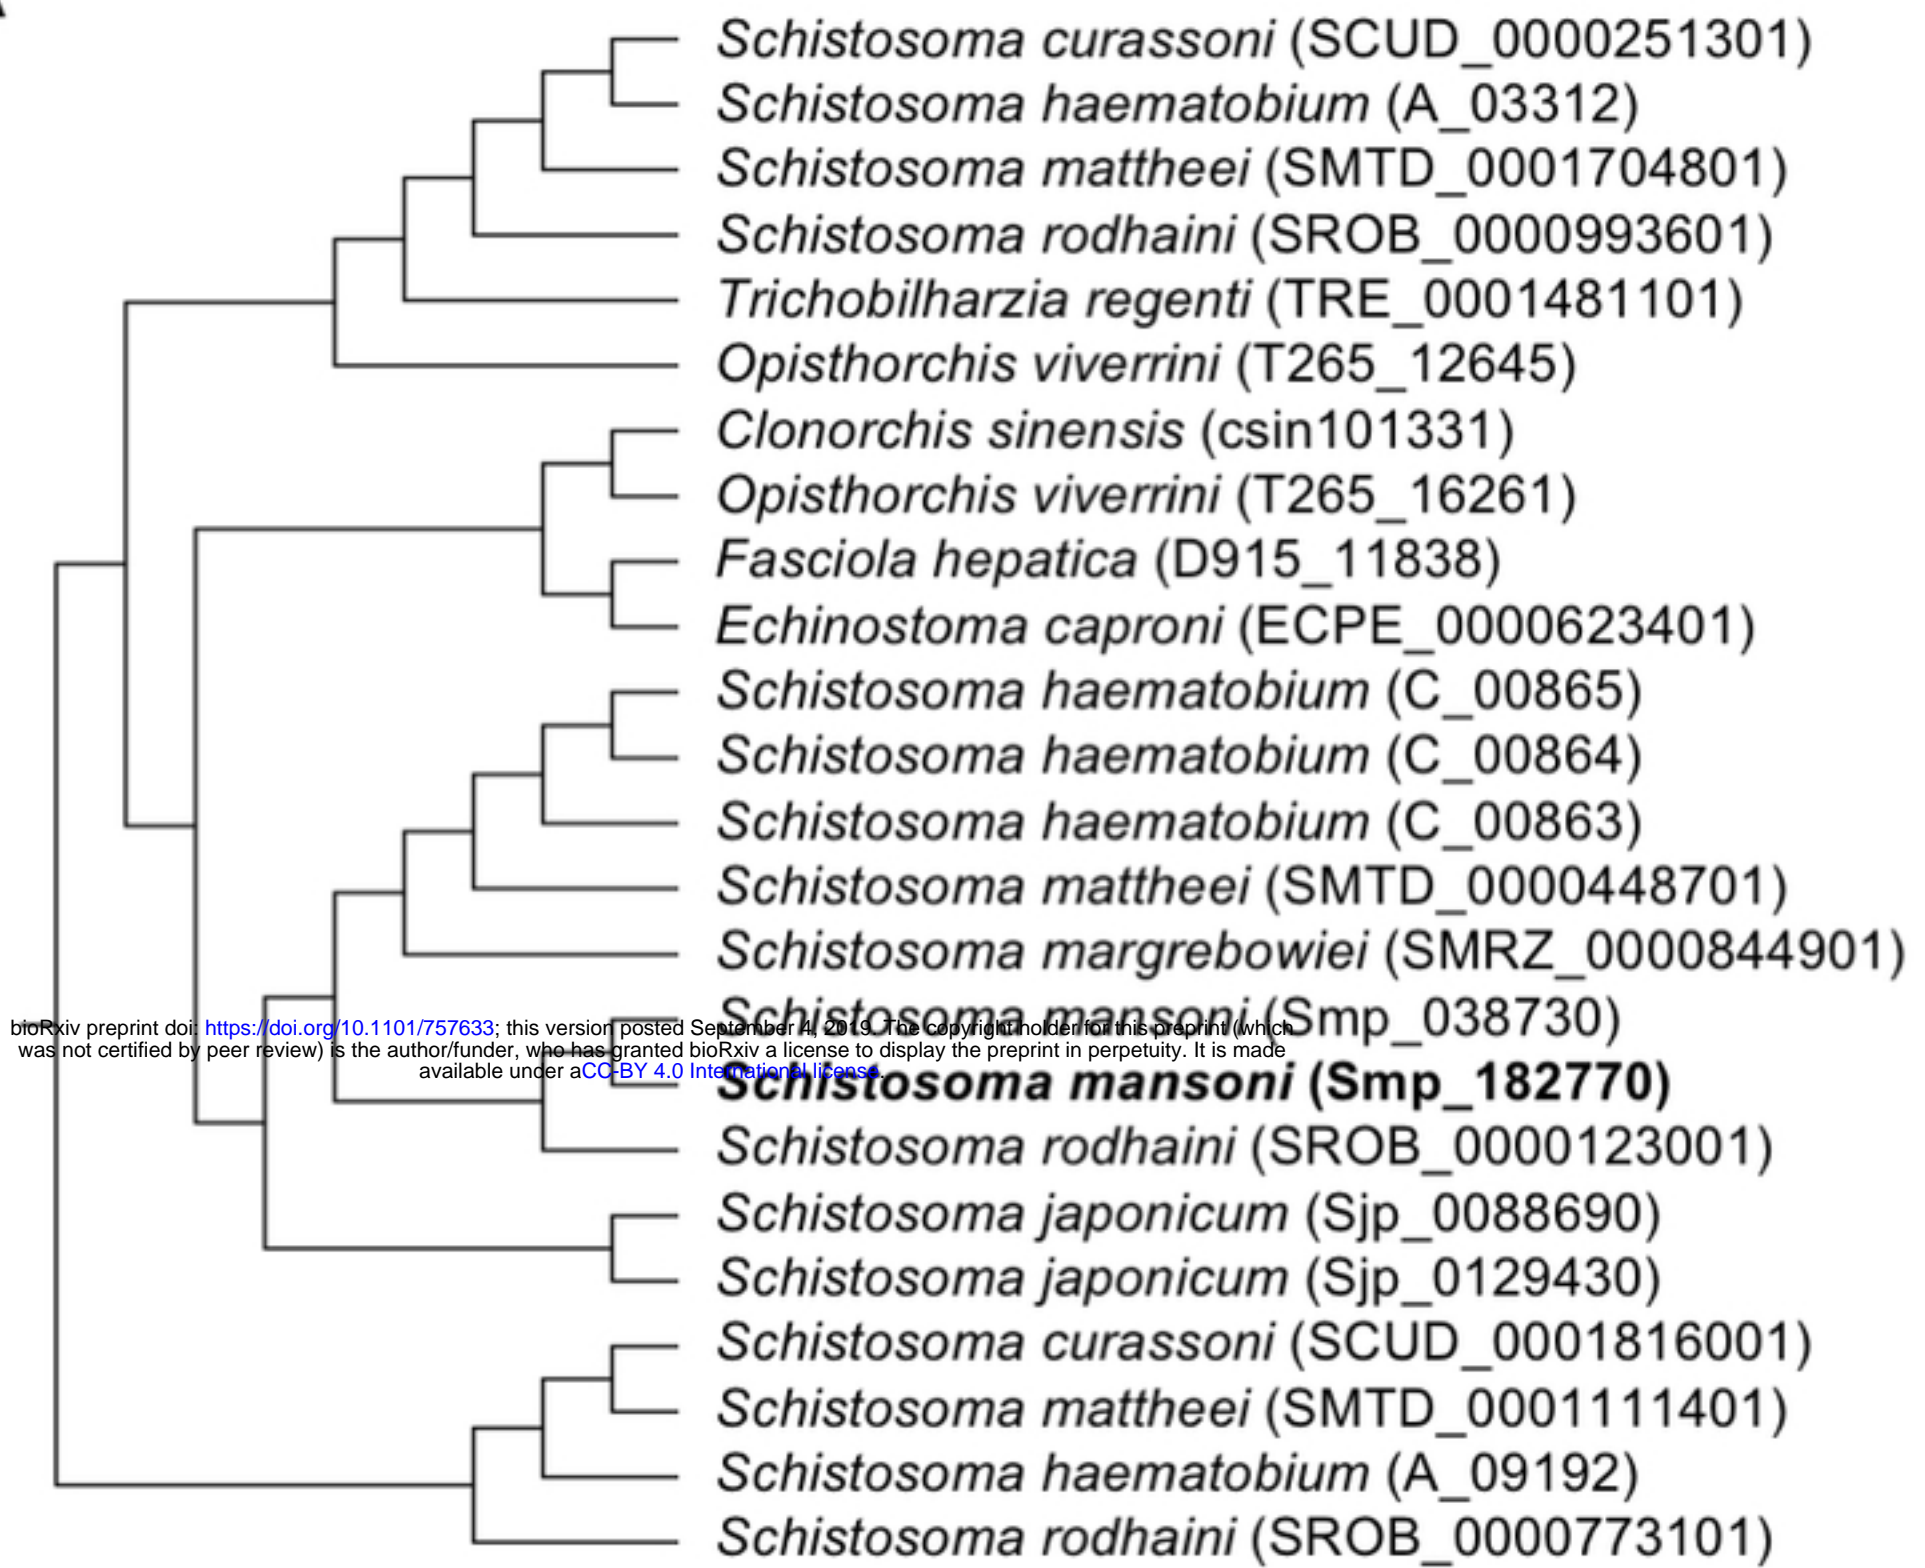 Schistosoma curassoni (SCUD_0000251301)
Schistosoma haematobium (A_03312)
Schistosoma mattheei (SMTD_0001704801)
Schistosoma rodhaini (SROB_0000993601)
Trichobilharzia regenti (TRE_0001481101)
Opisthorchis viverrini (T265_12645)
Clonorchis sinensis (csin101331)
Opisthorchis viverrini (T265_16261)
Fasciola hepatica (D915_11838)
Echinostoma caproni (ECPE_0000623401)
Schistosoma haematobium (C_00865)
Schistosoma haematobium (C_00864)
Schistosoma haematobium (C_00863)
Schistosoma mattheei (SMTD_0000448701)
Schistosoma margrebowiei (SMRZ_0000844901)
Schistosoma mansoni (Smp_038730)
bioRxiv preprint doi: https://doi.org/10.1101/757633; this version posted September 4, 2019. The copyright holder for this preprint (which
was not certified by peer review) is the author/funder, who has granted bioRxiv a license to display the preprint in perpetuity. It is made
available under aCC-BY 4.0 International license.
Schistosoma mansoni (Smp_182770)
Schistosoma rodhaini (SROB_0000123001)
Schistosoma japonicum (Sjp_0088690)
Schistosoma japonicum (Sjp_0129430)
Schistosoma curassoni (SCUD_0001816001)
Schistosoma mattheei (SMTD_0001111401)
Schistosoma haematobium (A_09192)
Schistosoma rodhaini (SROB_0000773101)